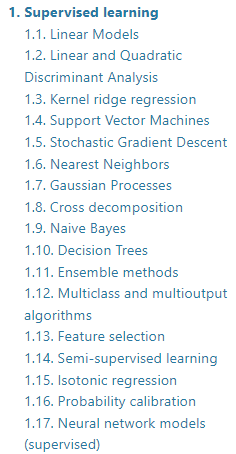 1. Supervised learning
1.1. Linear Models
1.2. Linear and Quadratic
Discriminant Analysis
1.3. Kernel ridge regression
1.4. Support Vector Machines
1.5. Stochastic Gradient Descent
1.6. Nearest Neighbors
1.7. Gaussian Processes
1.8. Cross decomposition
1.9. Naive Bayes
1.10. Decision Trees
1.11. Ensemble methods
1.12. Multiclass and multioutput
algorithms
1.13. Feature selection
1.14. Semi-supervised learning
1.15. Isotonic regression
1.16. Probability calibration
1.17. Neural network models
(supervised)